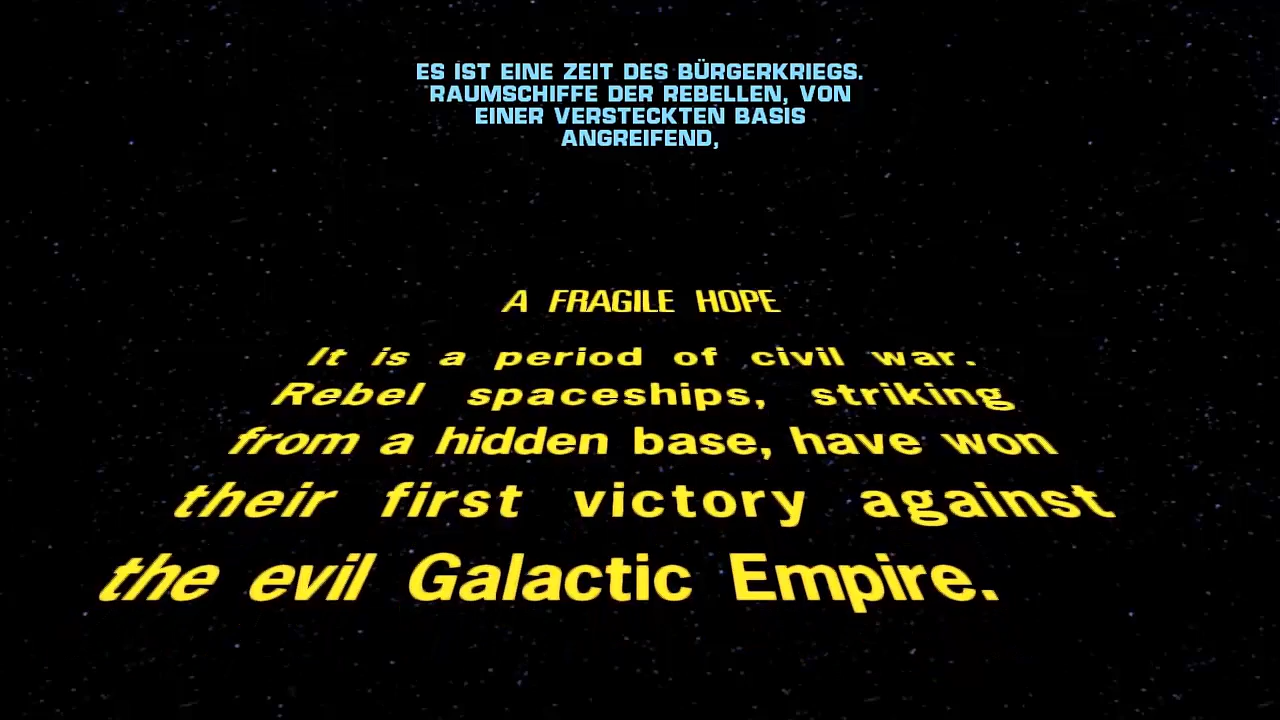 ES IST EINE ZEIT DES BÜRGERKRIEGS.
RAUMSCHIFFE DER REBELLEN, VON
EINER VERSTECKTEN BASIS
ANGREIFEND,
A FRAGILE HOPE
It is a period of civil war.
Rebel spaceships, striking
from a hidden base, have won
their first victory against
the evil Galactic Empire.